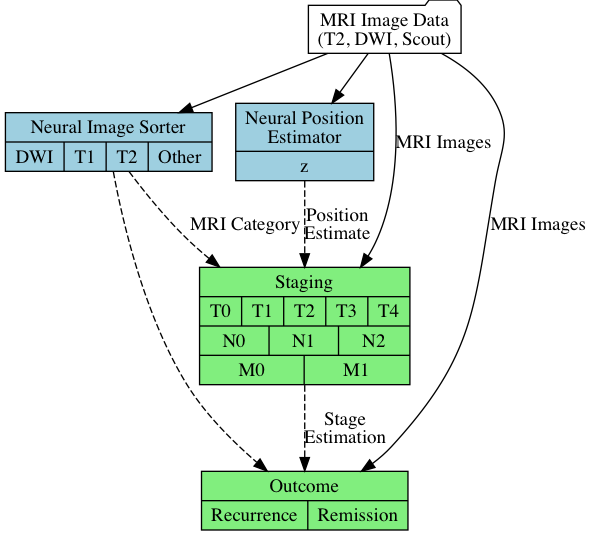 MRI Image Data
(T2, DWI, Scout)
Neural Image Sorter
DWI T1 T2 Other
Neural Position
Estimator
z
MRI Images
MRI Category
Position
Estimate
MRI Images
Staging
T0 T1 T2 T3 T4
N0 N1 N2
M0 M1
Stage
Estimation
Outcome
Recurrence Remission